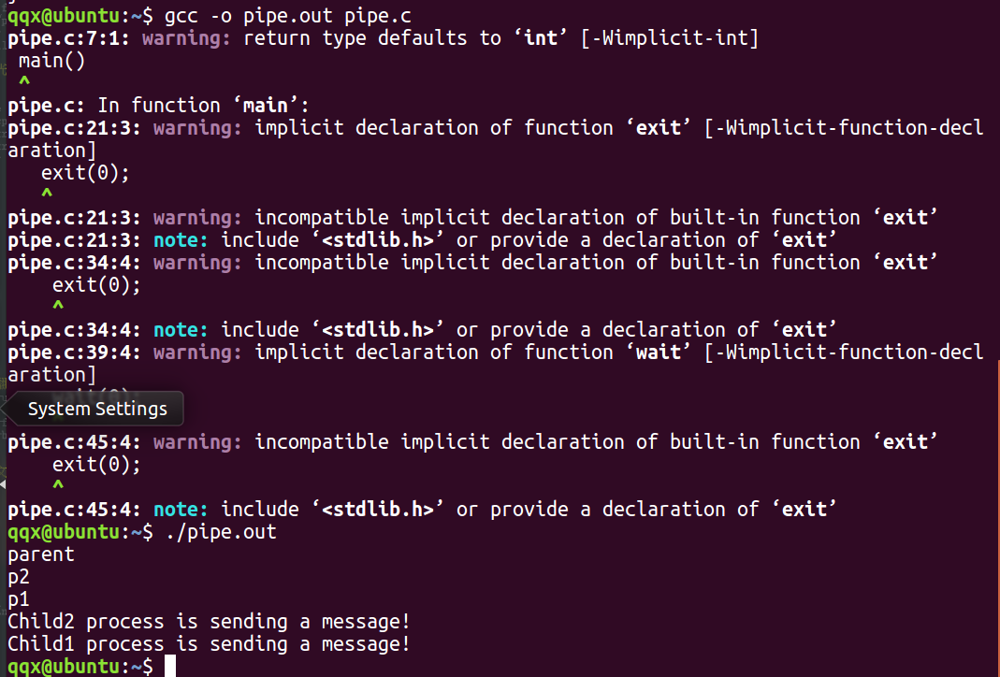 qqx@ubuntu:~$ gcc -o pipe.out pipe.c
pipe.c:7:1: warning: return type defaults to ‘int’ [-Wimplicit-int]
 main()
 ^
pipe.c: In function ‘main’:
pipe.c:21:3: warning: implicit declaration of function ‘exit’ [-Wimplicit-function-decl
aration]
   exit(0);
   ^
pipe.c:21:3: warning: incompatible implicit declaration of built-in function ‘exit’
pipe.c:21:3: note: include ‘<stdlib.h>’ or provide a declaration of ‘exit’
pipe.c:34:4: warning: incompatible implicit declaration of built-in function ‘exit’
    exit(0);
    ^
pipe.c:34:4: note: include ‘<stdlib.h>’ or provide a declaration of ‘exit’
pipe.c:39:4: warning: implicit declaration of function ‘wait’ [-Wimplicit-function-decl
aration]
System Settings
pipe.c:45:4: warning: incompatible implicit declaration of built-in function ‘exit’
    exit(0);
    ^
pipe.c:45:4: note: include ‘<stdlib.h>’ or provide a declaration of ‘exit’
qqx@ubuntu:~$ ./pipe.out
parent
p2
p1
Child2 process is sending a message!
Child1 process is sending a message!
qqx@ubuntu:~$